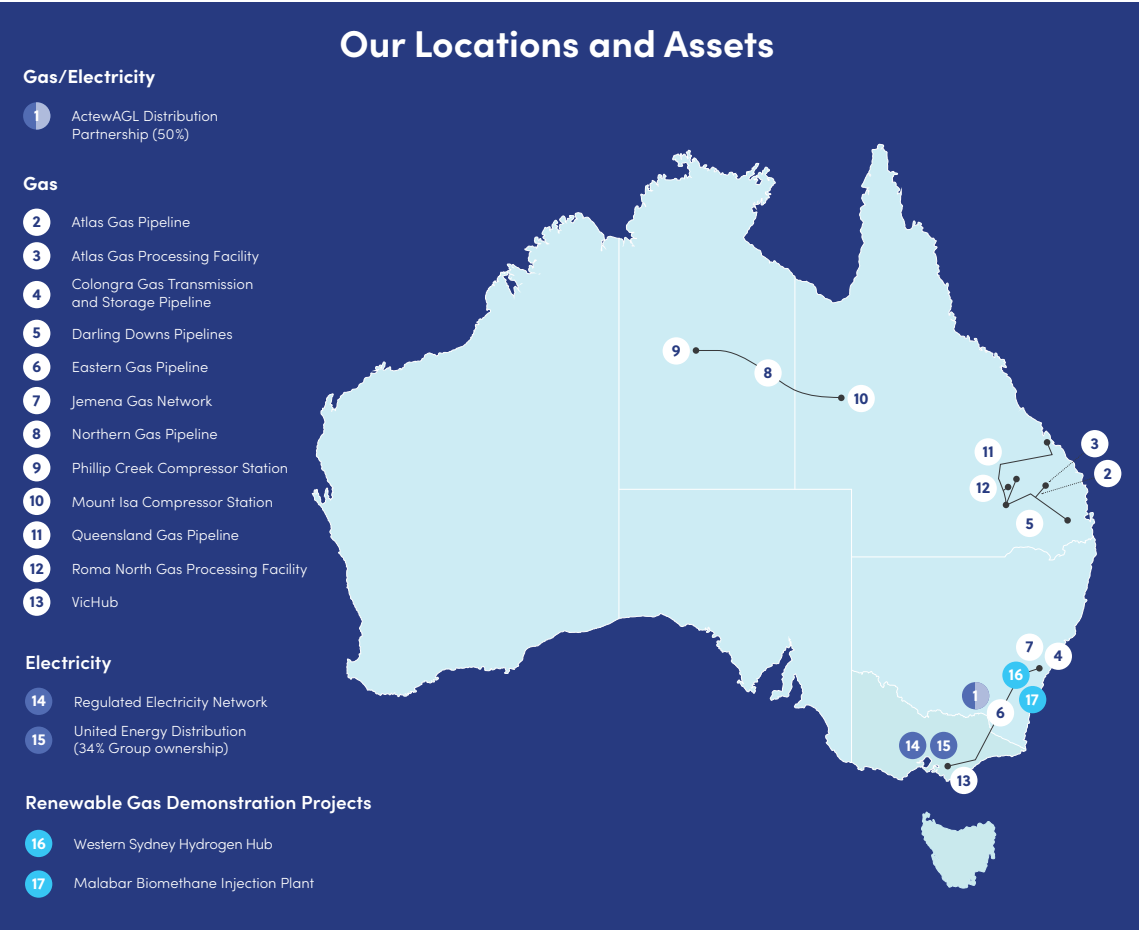 Our Locations and Assets
Gas/Electricity
1 ActewAGL Distribution
Partnership (50%)
Gas
2 Atlas Gas Pipeline
3 Atlas Gas Processing Facility
4 Colongra Gas Transmission
and Storage Pipeline
5 Darling Downs Pipelines
6 Eastern Gas Pipeline
7 Jemena Gas Network
8 Northern Gas Pipeline
9 Phillip Creek Compressor Station
10 Mount Isa Compressor Station
11 Queensland Gas Pipeline
12 Roma North Gas Processing Facility
13 VicHub
Electricity
14 Regulated Electricity Network
15 United Energy Distribution
(34% Group ownership)
Renewable Gas Demonstration Projects
16 Western Sydney Hydrogen Hub
17 Malabar Biomethane Injection Plant
9
8
10
11
3
2
12
5
7
4
16
1
17
6
14
15
13